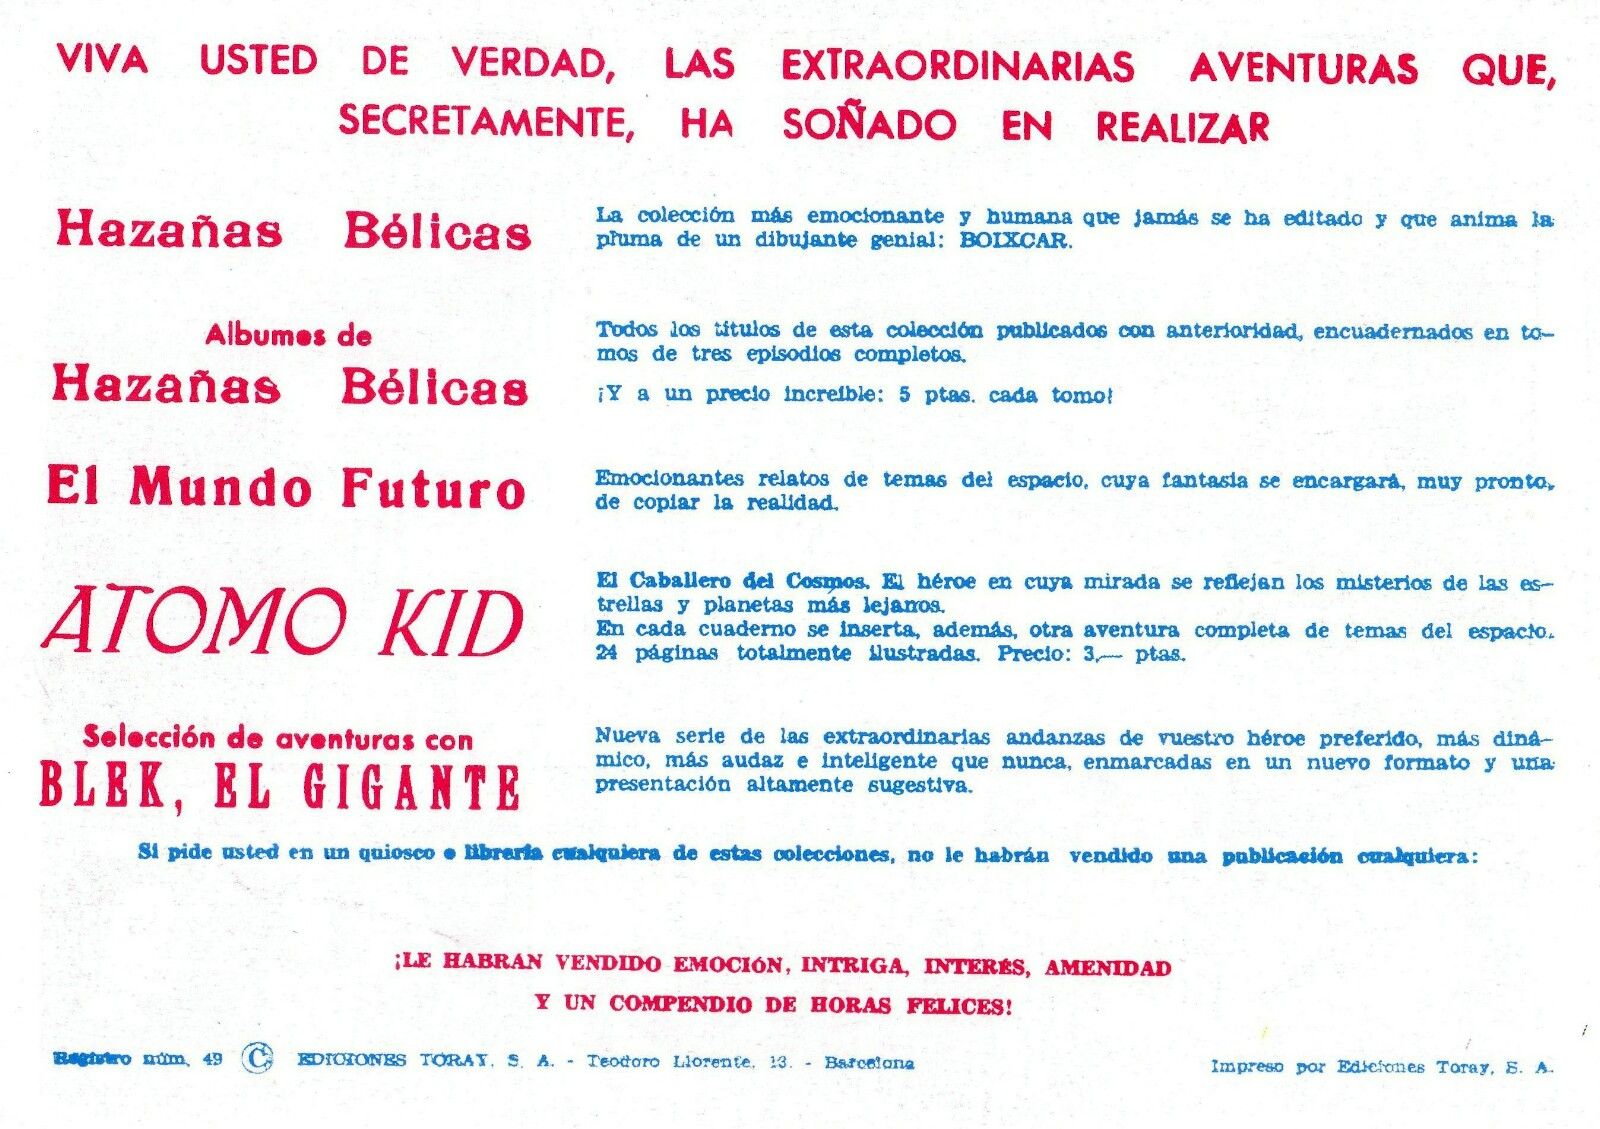 VIVA USTED DE VERDAD, LAS EXTRAORDINARIAS AVENTURAS QUE,
SECRETAMENTE, HA SOÑADO EN REALIZAR
Hazañas Bélicas
La colección más emocionante y humana que jamás se ha editado y que anima la
pluma de un dibujante genial: BOIXCAR.
Albumes de
Hazañas Bélicas
Todos los títulos de esta colección publicados con anterioridad, encuadernados en to-
mos de tres episodios completos.
¡Y a un precio increíble: 5 ptas. cada tomo!
El Mundo Futuro
Emocionantes relatos de temas del espacio, cuya fantasía se encargará, muy pronto,
de copiar la realidad.
ATOMO KID
El Caballero del Cosmos. El héroe en cuya mirada se reflejan los misterios de las es-
trellas y planetas más lejanos.
En cada cuaderno se inserta, además, otra aventura completa de temas del espacio.
24 páginas totalmente ilustradas. Precio: 3,— ptas.
Selección de aventuras con
BLEK, EL GIGANTE
Nueva serie de las extraordinarias andanzas de vuestro héroe preferido, más diná-
mico, más audaz e inteligente que nunca, enmarcadas en un nuevo formato y una
presentación altamente sugestiva.
Si pide usted en un quiosco o librería cualquiera de estas colecciones, no le habrán vendido una publicación cualquiera:
¡LE HABRAN VENDIDO EMOCIÓN, INTRIGA, INTERÉS, AMENIDAD
Y UN COMPENDIO DE HORAS FELICES!
Registro núm. 49 © EDICIONES TORAY. S. A. - Teodoro Llorente, 13. - Barcelona
Impreso por Ediciones Toray, S. A.